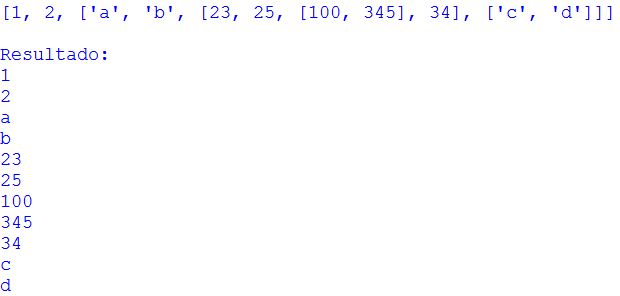 [1, 2, ['a', 'b', [23, 25, [100, 345], 34], ['c', 'd']]]
Resultado:
1
2
a
b
23
25
100
345
34
c
d